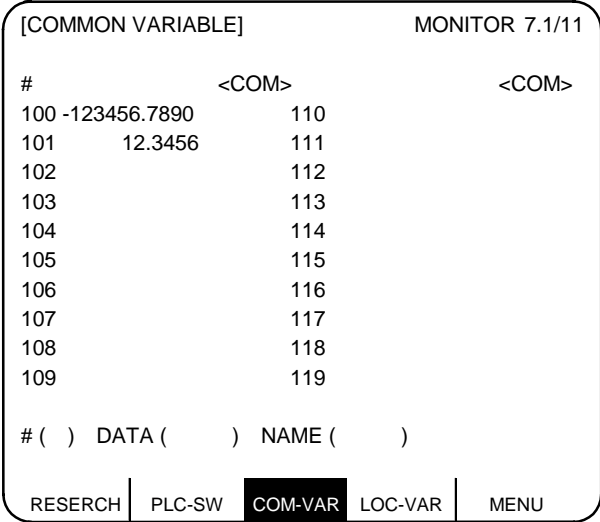 [COMMON VARIABLE] MONITOR 7.1/11
# <COM> <COM>
100 -123456.7890 110
101 12.3456 111
102 112
103 113
104 114
105 115
106 116
107 117
108 118
109 119
# ( ) DATA ( ) NAME ( )
RESERCH PLC-SW COM-VAR LOC-VAR MENU